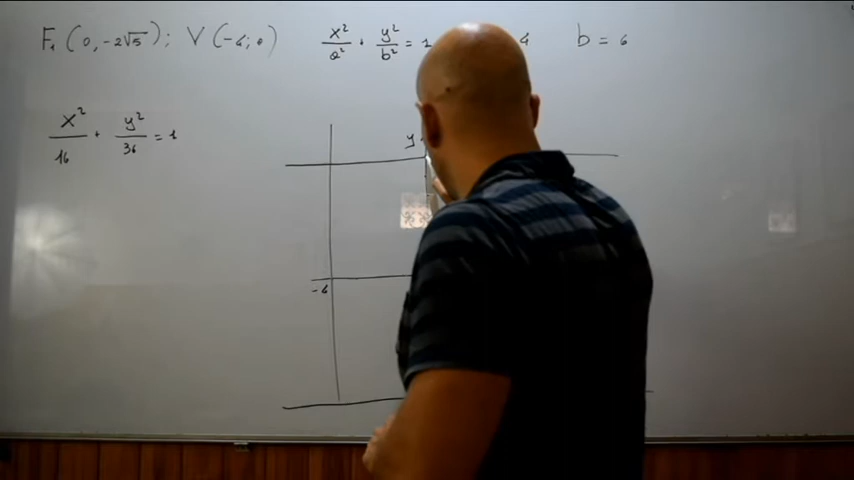 F₁(0,-2√5); V(-4;0) x²/a² + y²/b² = 1 4 b = 6
x²/16 + y²/36 = 1
y